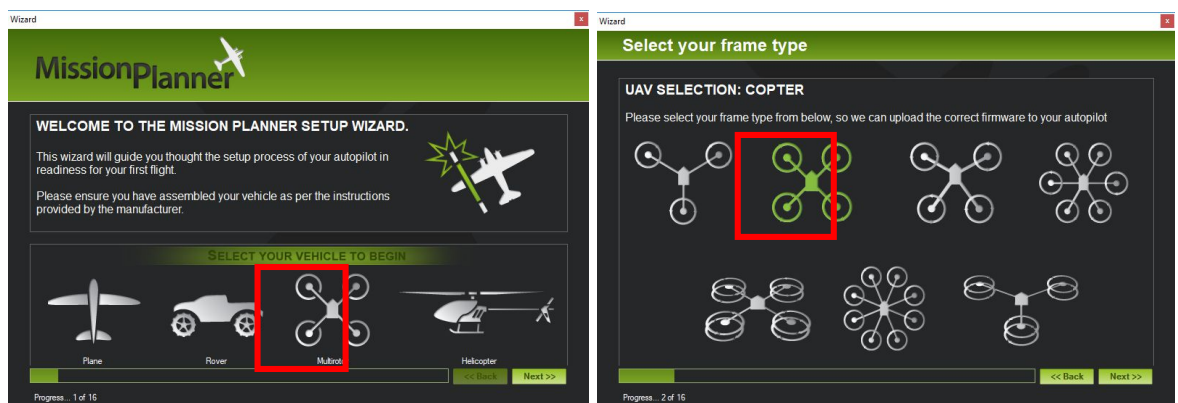 Wizard
x
MissionPlanner
WELCOME TO THE MISSION PLANNER SETUP WIZARD.
This wizard will guide you thought the setup process of your autopilot in
readiness for your first flight.
Please ensure you have assembled your vehicle as per the instructions
provided by the manufacturer.
SELECT YOUR VEHICLE TO BEGIN
Plane
Rover
Multirotor
Helicopter
<< Back
Next >>
Progress... 1 of 16
Wizard
x
Select your frame type
UAV SELECTION: COPTER
Please select your frame type from below, so we can upload the correct firmware to your autopilot
<< Back
Next >>
Progress... 2 of 16